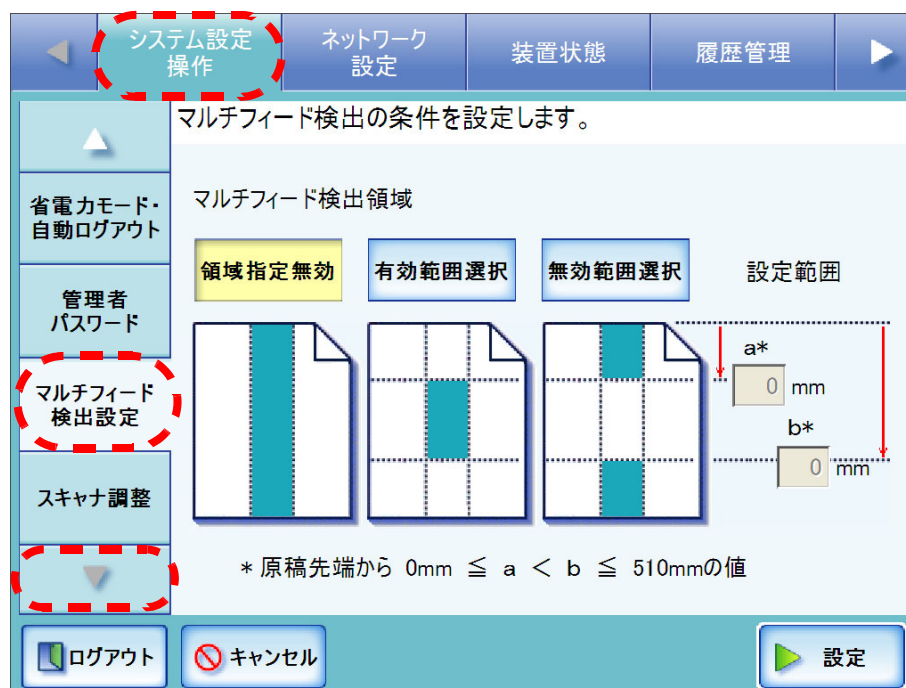 システム設定
操作
ネットワーク
設定
装置状態
履歴管理
マルチフィード検出の条件を設定します。
省電力モード・
自動ログアウト
管理者
パスワード
マルチフィード
検出設定
スキャナ調整
マルチフィード検出領域
領域指定無効
有効範囲選択
無効範囲選択
設定範囲
a*
0 mm
b*
0 mm
* 原稿先端から 0mm ≦ a < b ≦ 510mmの値
ログアウト
キャンセル
設定